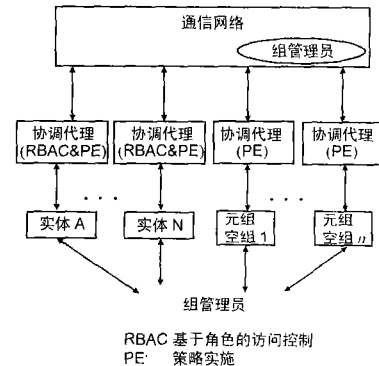 通信网络
组管理员
协调代理 协调代理 协调代理 协调代理
(RBAC&PE) (RBAC&PE) (PE) (PE)
· · · · · ·
实体 A 实体 N 元组 元组
空组 1 空组 n
组管理员
RBAC 基于角色的访问控制
PE: 策略实施